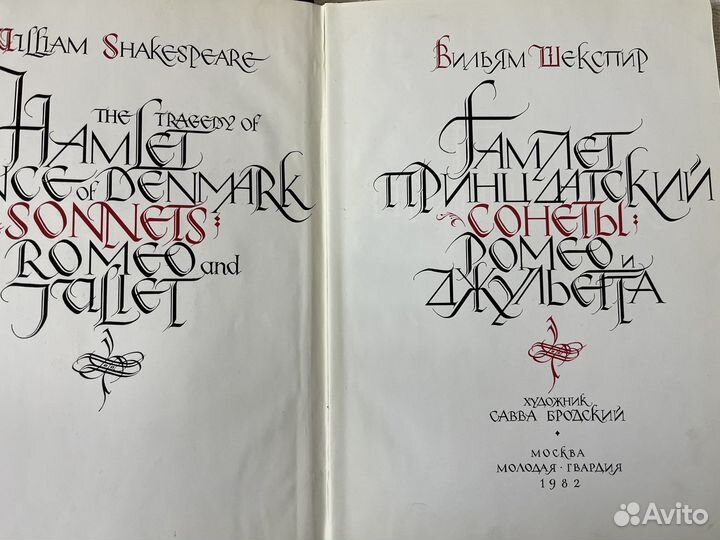 William Shakespeare
THE TRAGEDY OF
HAMLET
NCE of DENMARK
SONNETS;
ROMEO and
JULIET
Вильям Шекспир
ГАМЛЕТ
ПРИНЦ ДАТСКИЙ
СОНЕТЫ;
РОМЕО и
ДЖУЛЬЕТТА
ХУДОЖНИК
САВВА БРОДСКИЙ
МОСКВА
МОЛОДАЯ · ГВАРДИЯ
1982
Avito